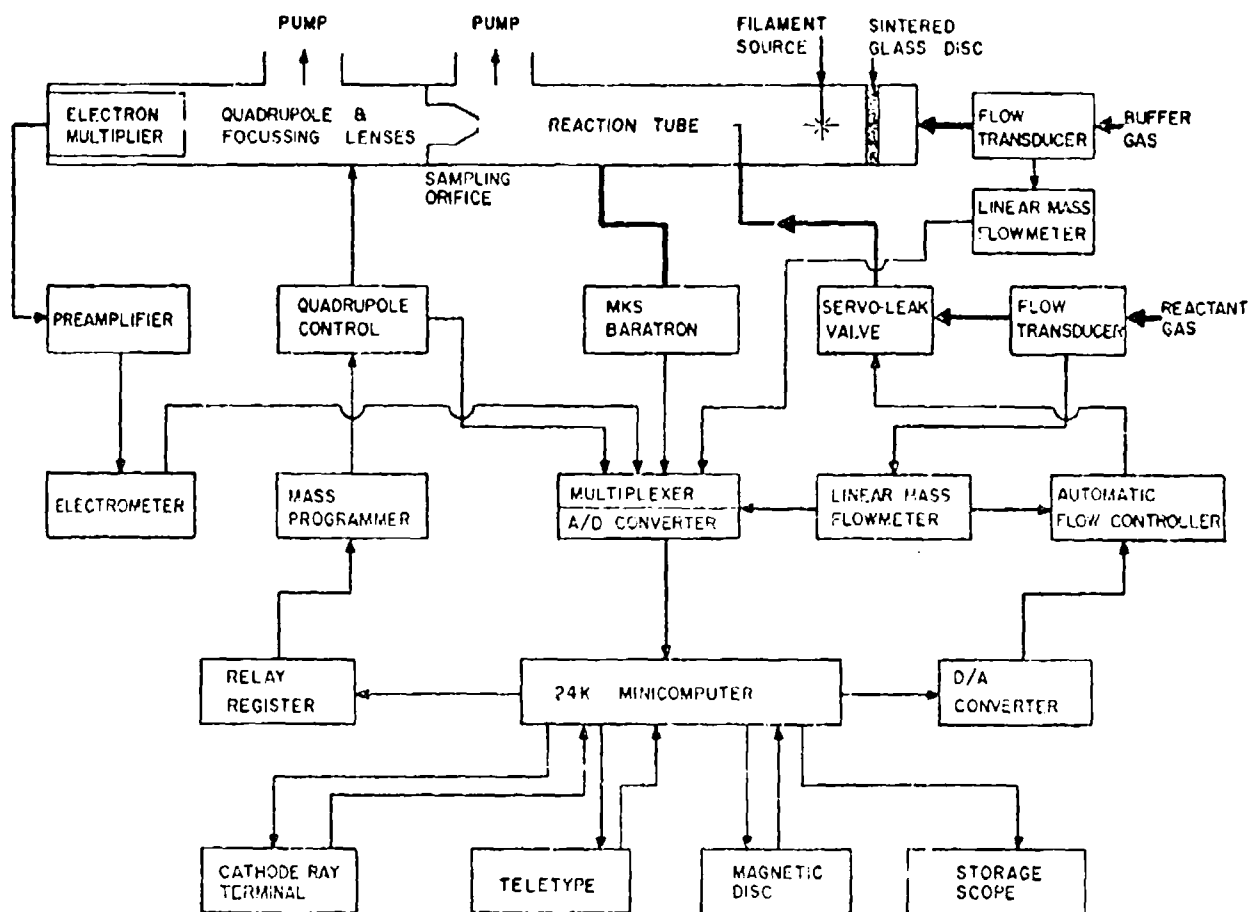 PUMP
PUMP
FILAMENT
SOURCE
SINTERED
GLASS DISC
ELECTRON
MULTIPLIER
QUADRUPOLE &
FOCUSSING LENSES
REACTION TUBE
FLOW
TRANSDUCER
BUFFER
GAS
SAMPLING
ORIFICE
LINEAR MASS
FLOWMETER
PREAMPLIFIER
QUADRUPOLE
CONTROL
MKS
BARATRON
SERVO-LEAK
VALVE
FLOW
TRANSDUCER
REACTANT
GAS
ELECTROMETER
MASS
PROGRAMMER
MULTIPLEXER
A/D CONVERTER
LINEAR MASS
FLOWMETER
AUTOMATIC
FLOW CONTROLLER
RELAY
REGISTER
24K MINICOMPUTER
D/A
CONVERTER
CATHODE RAY
TERMINAL
TELETYPE
MAGNETIC
DISC
STORAGE
SCOPE